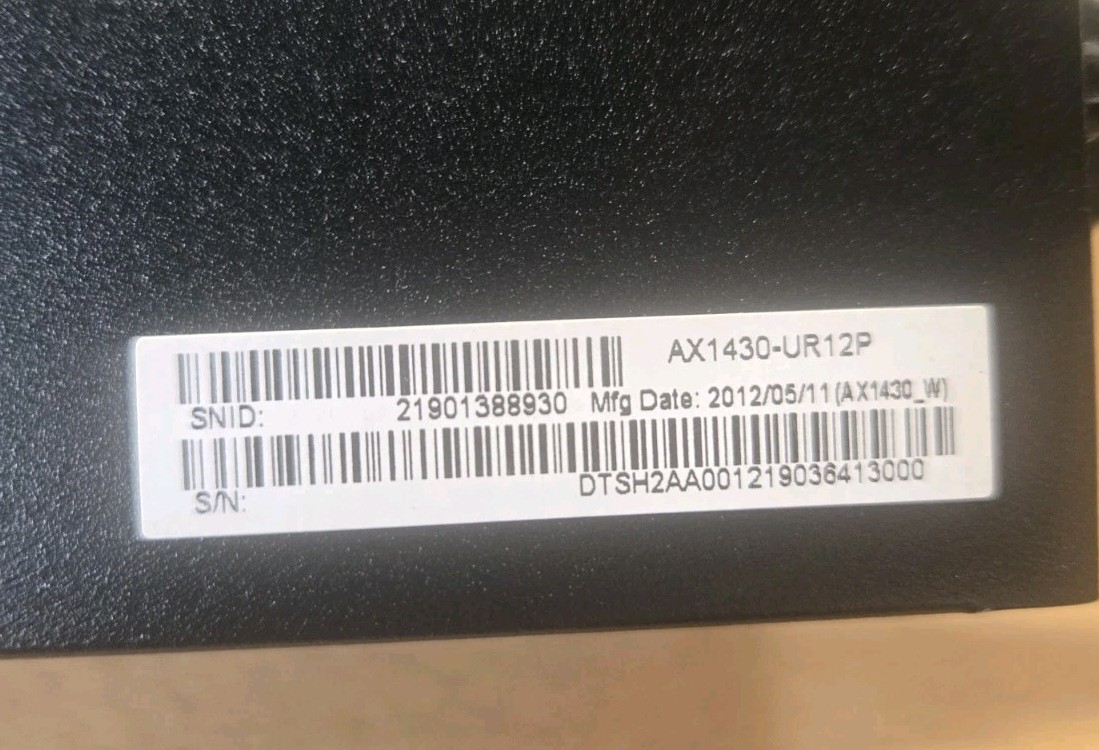 AX1430-UR12P
SNID: 21901388930 Mfg Date: 2012/05/11(AX1430_W)
S/N: DTSH2AA001219036413000